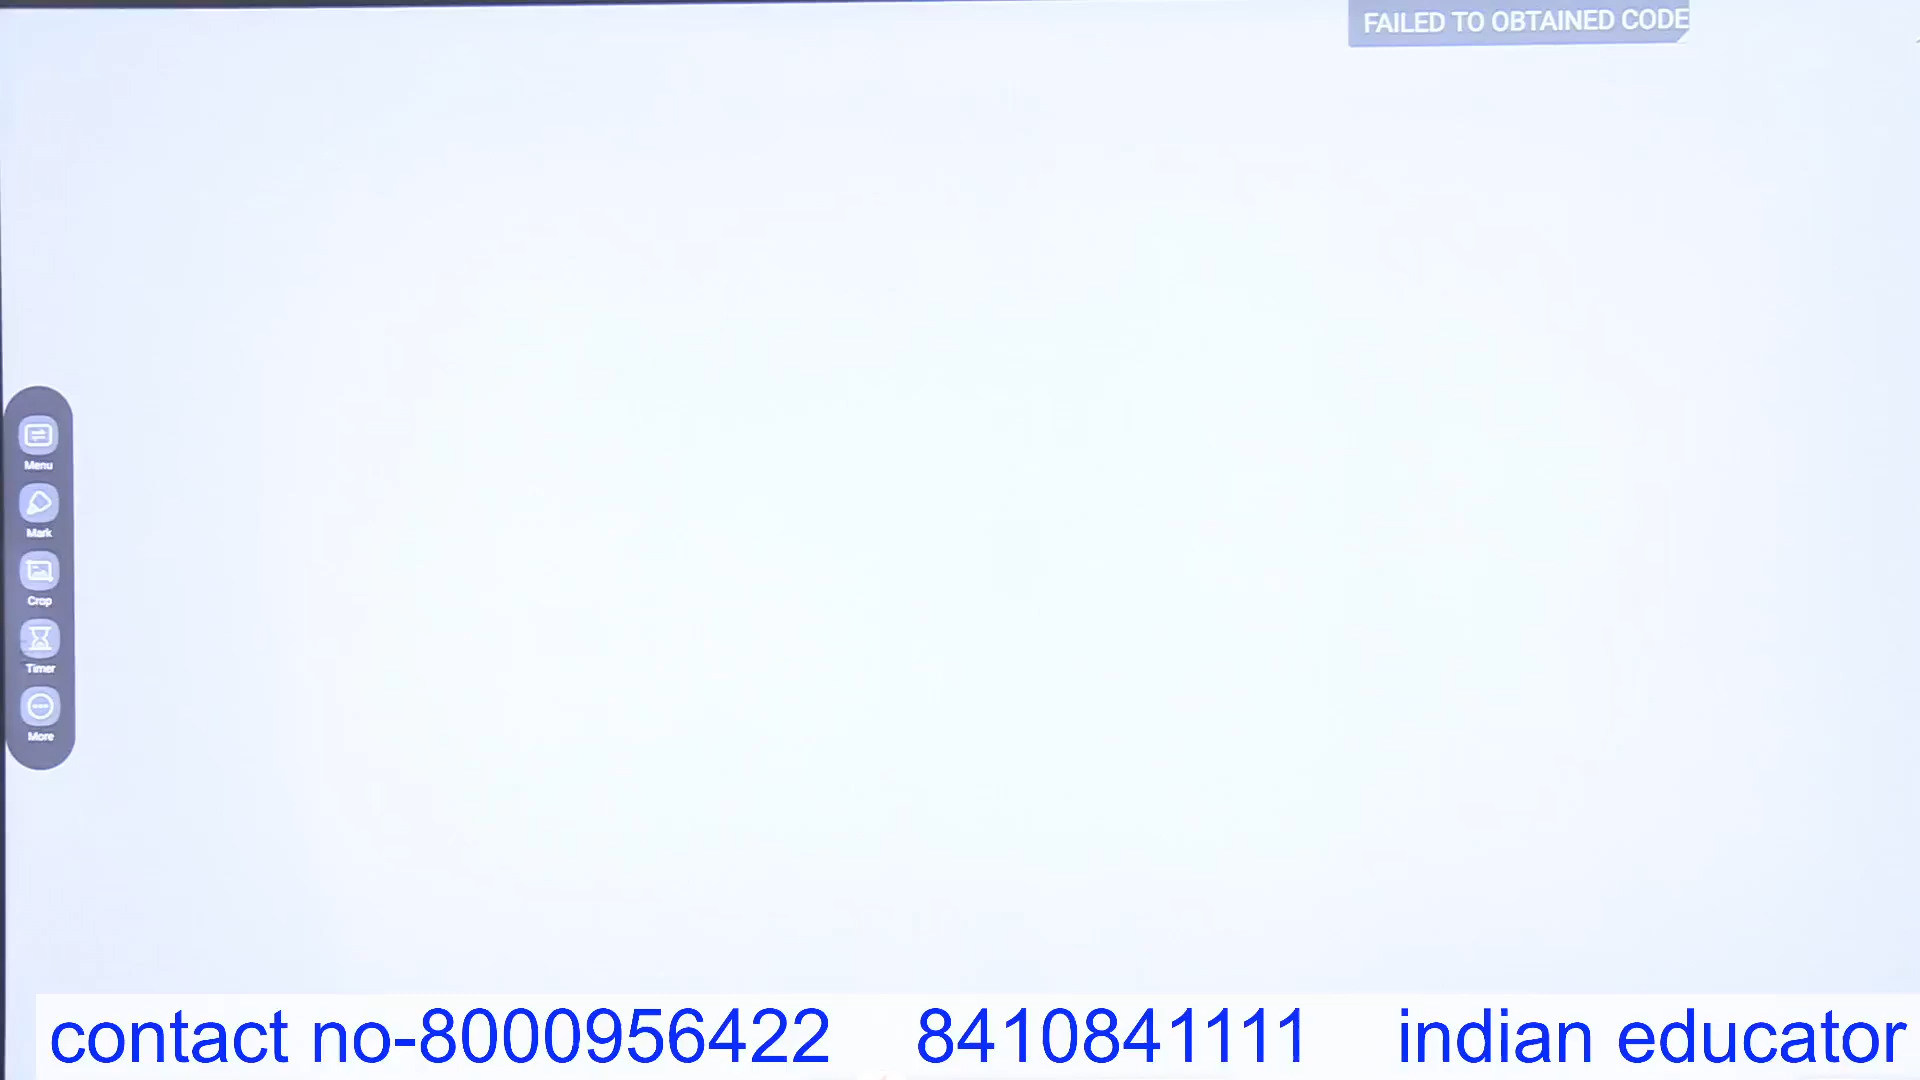 FAILED TO OBTAINED CODE
Menu
Mark
Crop
Timer
More
contact no-8000956422 8410841111 indian educator